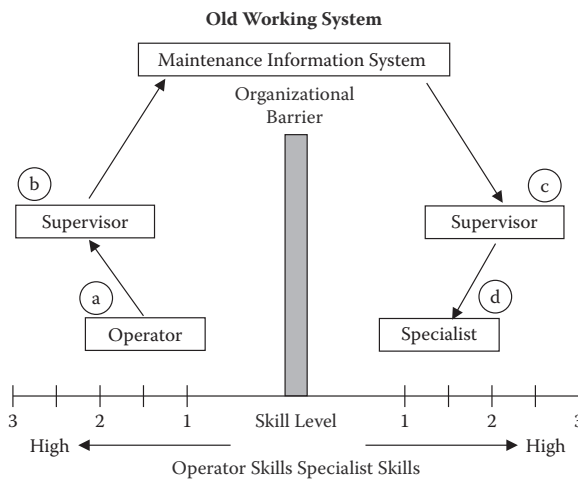 Old Working System
Maintenance Information System
Organizational
Barrier
b
c
Supervisor
Supervisor
a
d
Operator
Specialist
3 2 1 Skill Level 1 2 3
High High
Operator Skills Specialist Skills